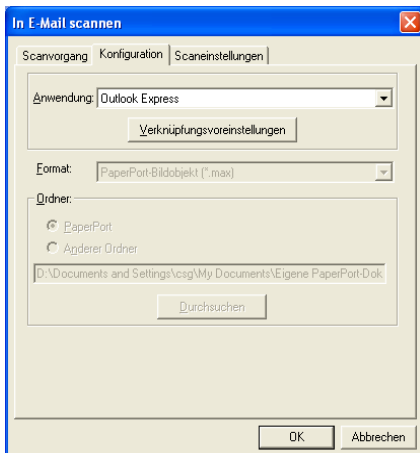 In E-Mail scannen
Scanvorgang Konfiguration Scaneinstellungen
Anwendung: Outlook Express
Verknüpfungsvoreinstellungen
Format: PaperPort-Bildobjekt (*.max)
Ordner:
PaperPort
Anderer Ordner
D:\Documents and Settings\csg\My Documents\Eigene PaperPort-Dok
Durchsuchen
OK Abbrechen